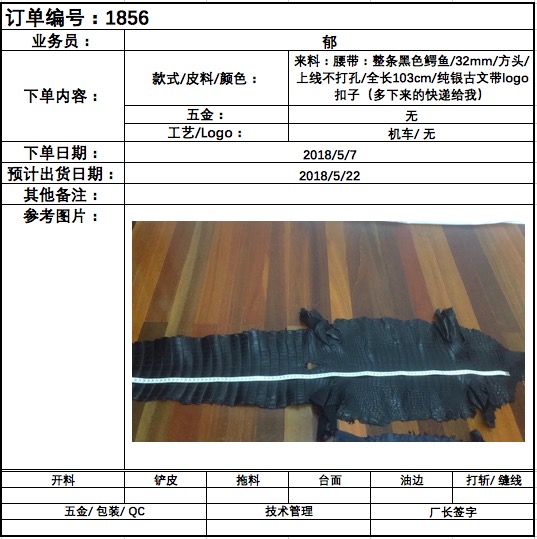 订单编号：1856
业务员： 郁
下单内容：
款式/皮料/颜色：
来料：腰带：整条黑色鳄鱼/32mm/方头/
上线不打孔/全长103cm/纯银古文带logo
扣子（多下来的快递给我）
五金： 无
工艺/Logo： 机车/ 无
下单日期： 2018/5/7
预计出货日期： 2018/5/22
其他备注：
参考图片：
开料 铲皮 拖料 台面 油边 打斩/ 缝线
五金/ 包装/ QC 技术管理 厂长签字